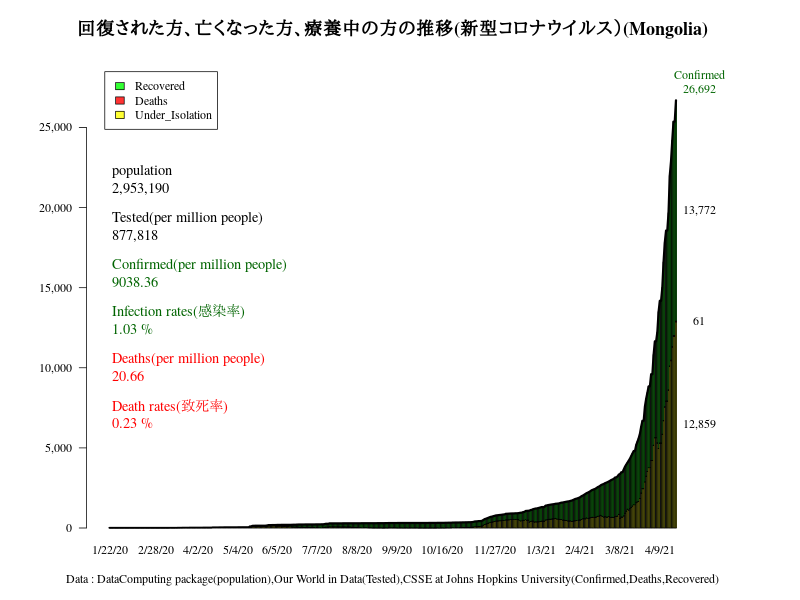 回復された方、亡くなった方、療養中の方の推移(新型コロナウイルス）(Mongolia)
Confirmed
26,692
Recovered
Deaths
Under_Isolation
25,000
20,000
15,000
10,000
5,000
0
population
2,953,190
Tested(per million people)
877,818
Confirmed(per million people)
9038.36
Infection rates(感染率)
1.03 %
Deaths(per million people)
20.66
Death rates(致死率)
0.23 %
13,772
61
12,859
1/22/20 2/28/20 4/2/20 5/4/20 6/5/20 7/7/20 8/8/20 9/9/20 10/16/20 11/27/20 1/3/21 2/4/21 3/8/21 4/9/21
Data : DataComputing package(population),Our World in Data(Tested),CSSE at Johns Hopkins University(Confirmed,Deaths,Recovered)